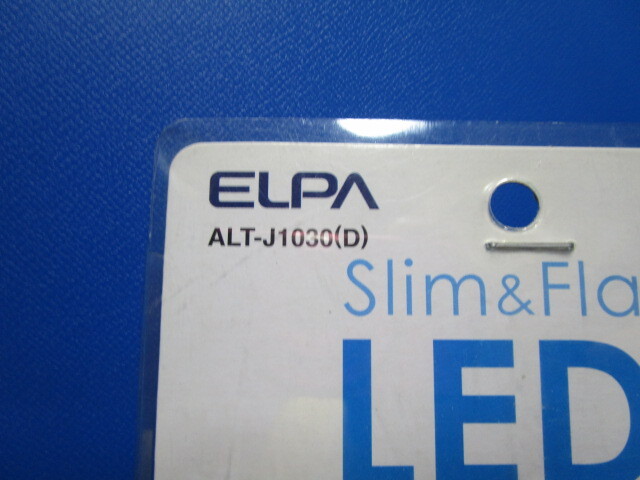 ELPA
ALT-J1030(D)
Slim&Fla
LED